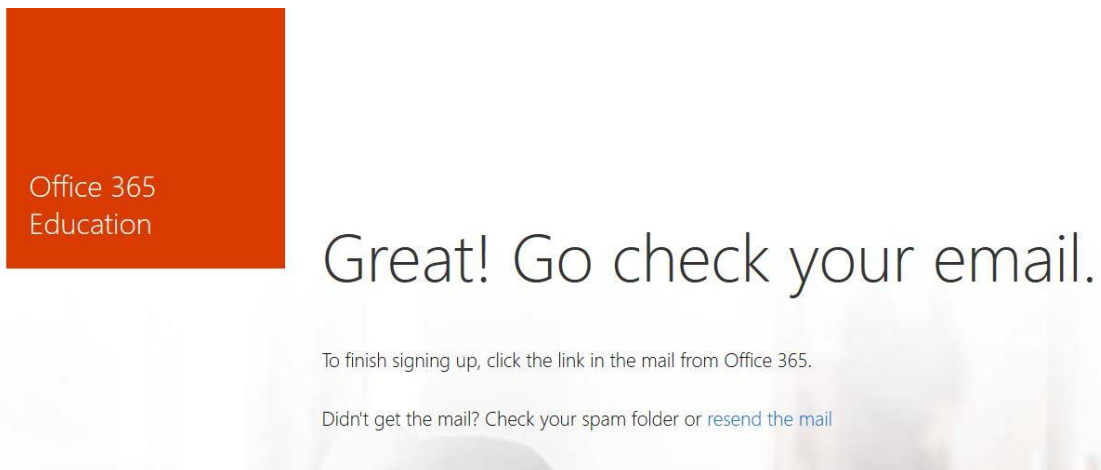 Office 365
Education
Great! Go check your email.
To finish signing up, click the link in the mail from Office 365.
Didn't get the mail? Check your spam folder or resend the mail